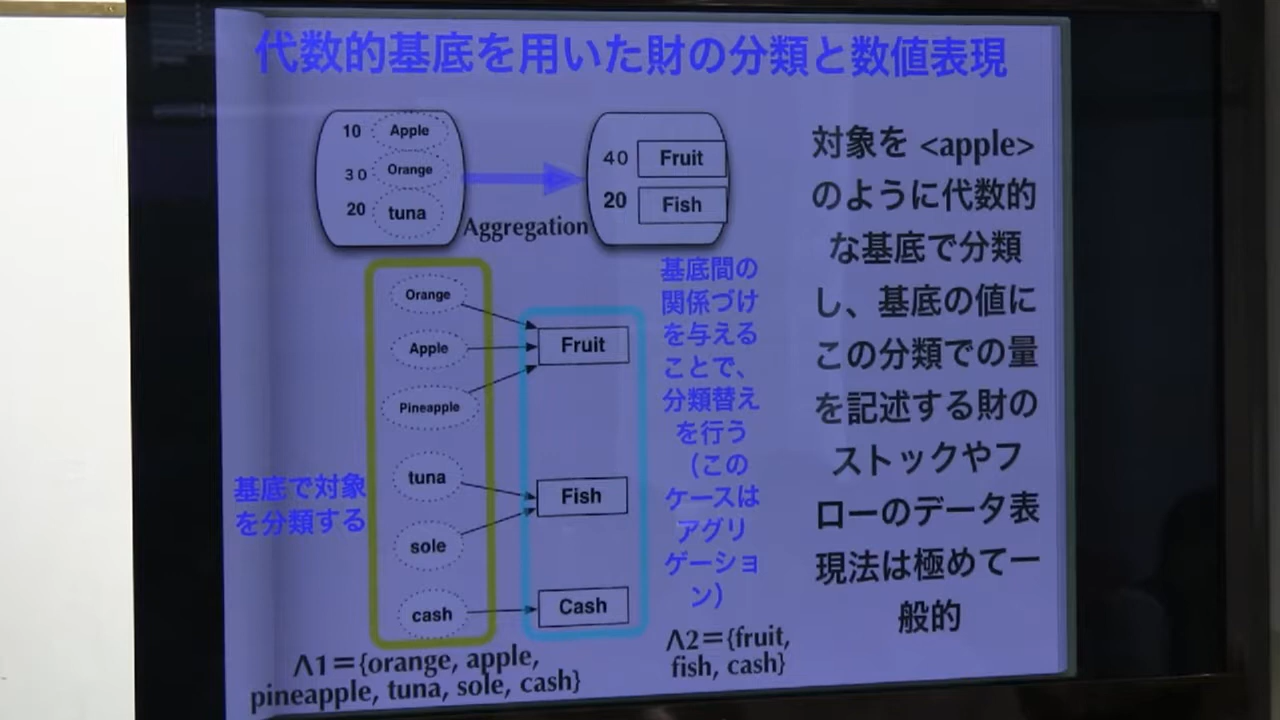 代数的基底を用いた財の分類と数値表現
10 Apple
30 Orange
20 tuna
Aggregation
40 Fruit
20 Fish
Orange
Apple
Pineapple
tuna
sole
cash
Fruit
Fish
Cash
基底で対象
を分類する
基底間の
関係づけ
を与える
ことで、
分類替え
を行う
（この
ケースは
アグリ
ゲーショ
ン）
Λ1＝{orange, apple,
pineapple, tuna, sole, cash}
Λ2＝{fruit,
fish, cash}
対象を <apple>
のように代数的
な基底で分類
し、基底の値に
この分類での量
を記述する財の
ストックやフ
ローのデータ表
現法は極めて一
般的